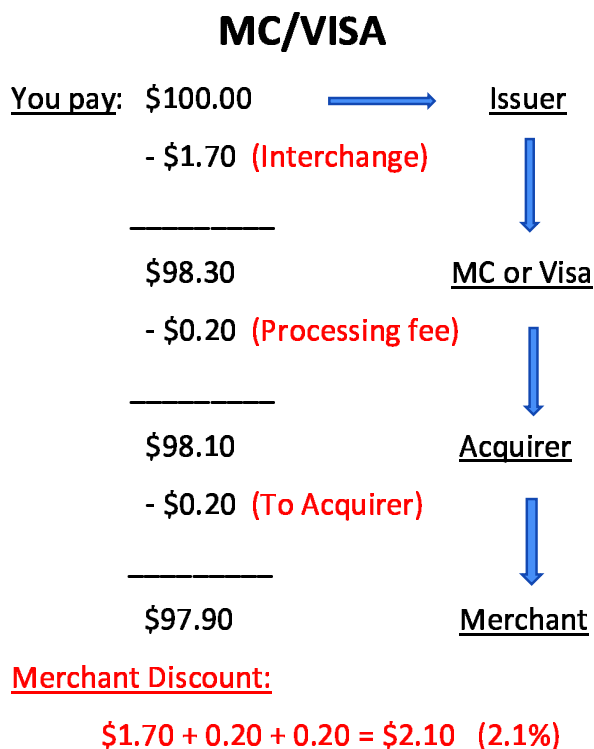 MC/VISA
You pay: $100.00 Issuer
- $1.70 (Interchange)
_________
$98.30 MC or Visa
- $0.20 (Processing fee)
_________
$98.10 Acquirer
- $0.20 (To Acquirer)
_________
$97.90 Merchant
Merchant Discount:
$1.70 + 0.20 + 0.20 = $2.10 (2.1%)